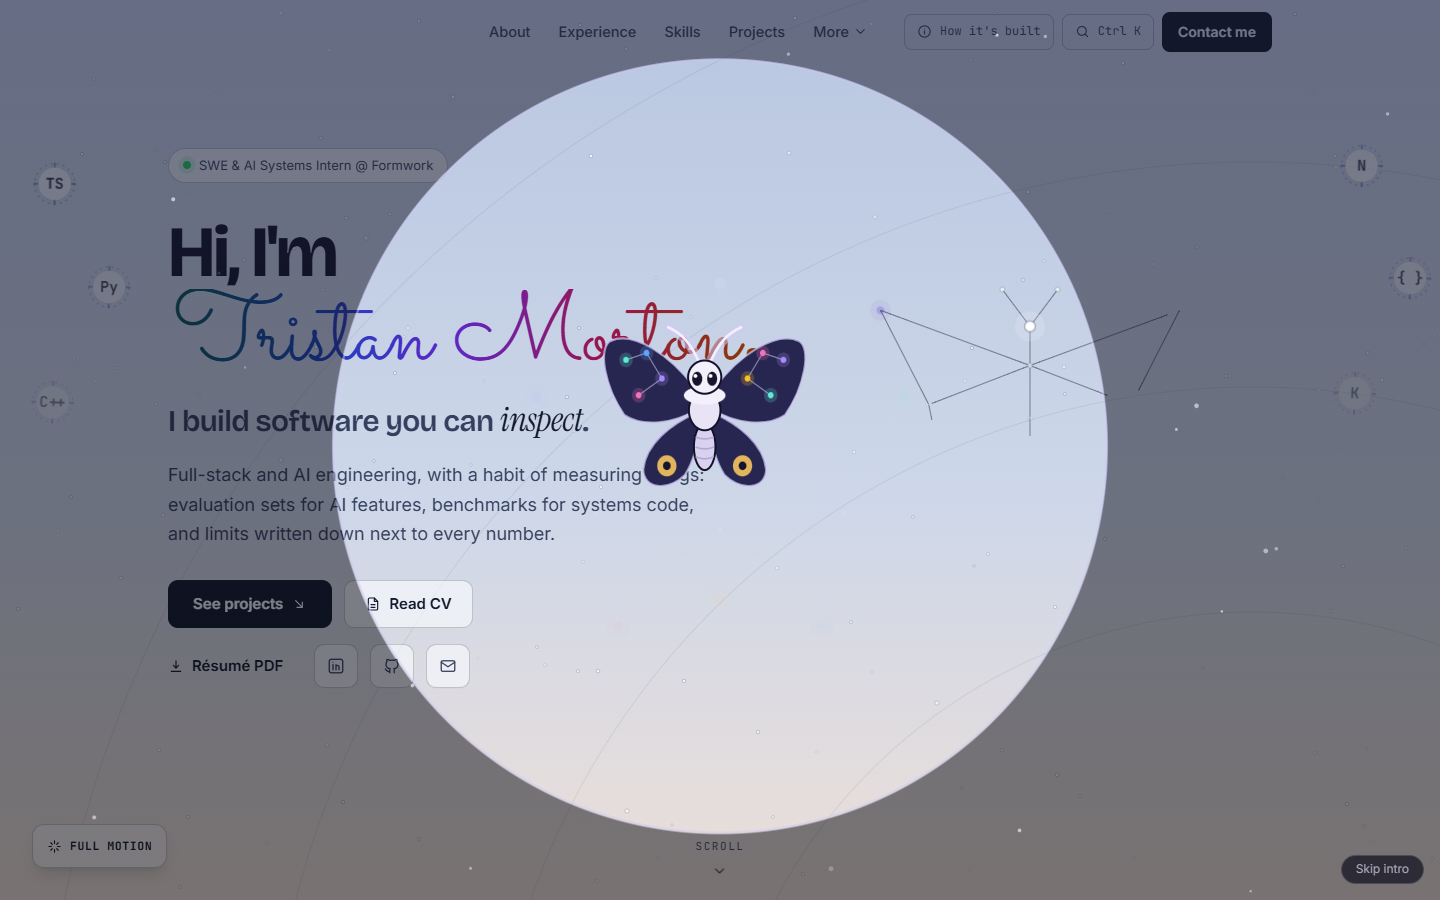 About Experience Skills Projects More How it's built Ctrl K Contact me
SWE & AI Systems Intern @ Formwork
TS
N
Hi, I'm
Py
{ }
Tristan Morton.
C++
K
I build software you can inspect.
Full-stack and AI engineering, with a habit of measuring
evaluation sets for AI features, benchmarks for systems code,
and limits written down next to every number.
See projects Read CV
Résumé PDF in
FULL MOTION
SCROLL
Skip intro